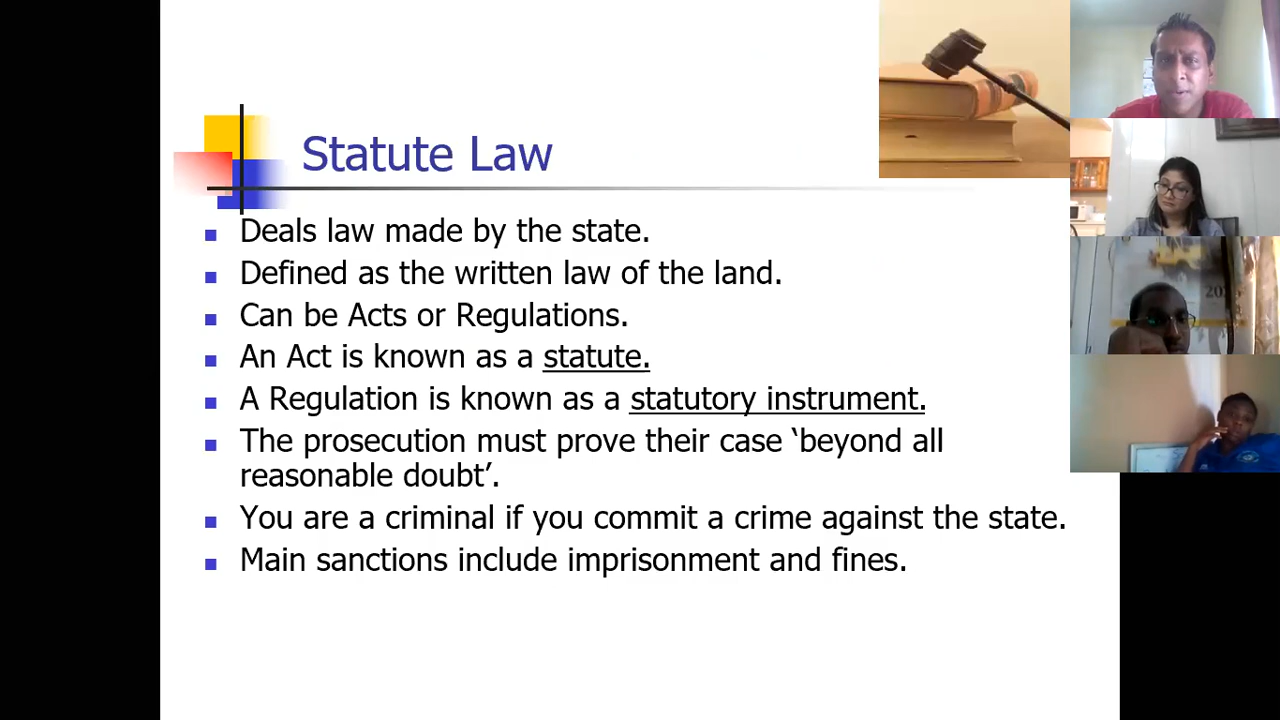 Statute Law
Deals law made by the state.
Defined as the written law of the land.
Can be Acts or Regulations.
An Act is known as a statute.
A Regulation is known as a statutory instrument.
The prosecution must prove their case ‘beyond all
reasonable doubt’.
You are a criminal if you commit a crime against the state.
Main sanctions include imprisonment and fines.